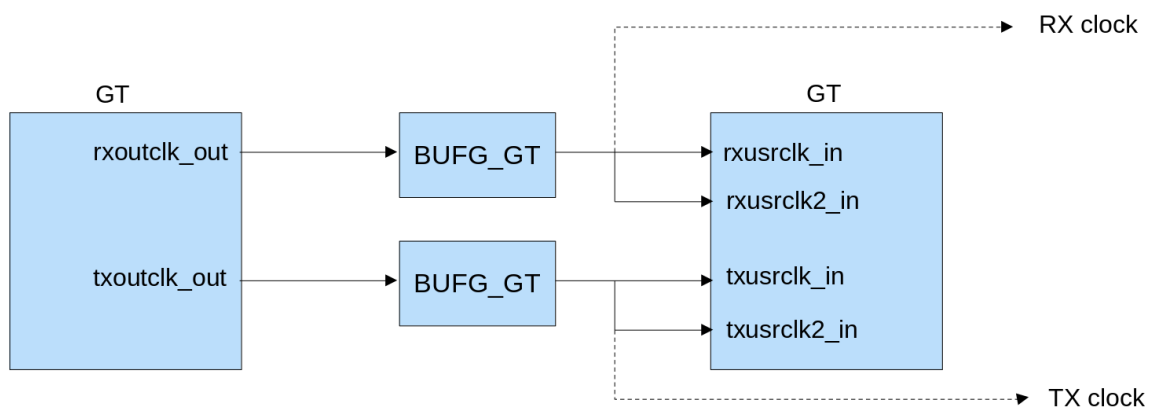 RX clock
GT
GT
rxoutclk_out
BUFG_GT
rxusrclk_in
rxusrclk2_in
txoutclk_out
BUFG_GT
txusrclk_in
txusrclk2_in
TX clock